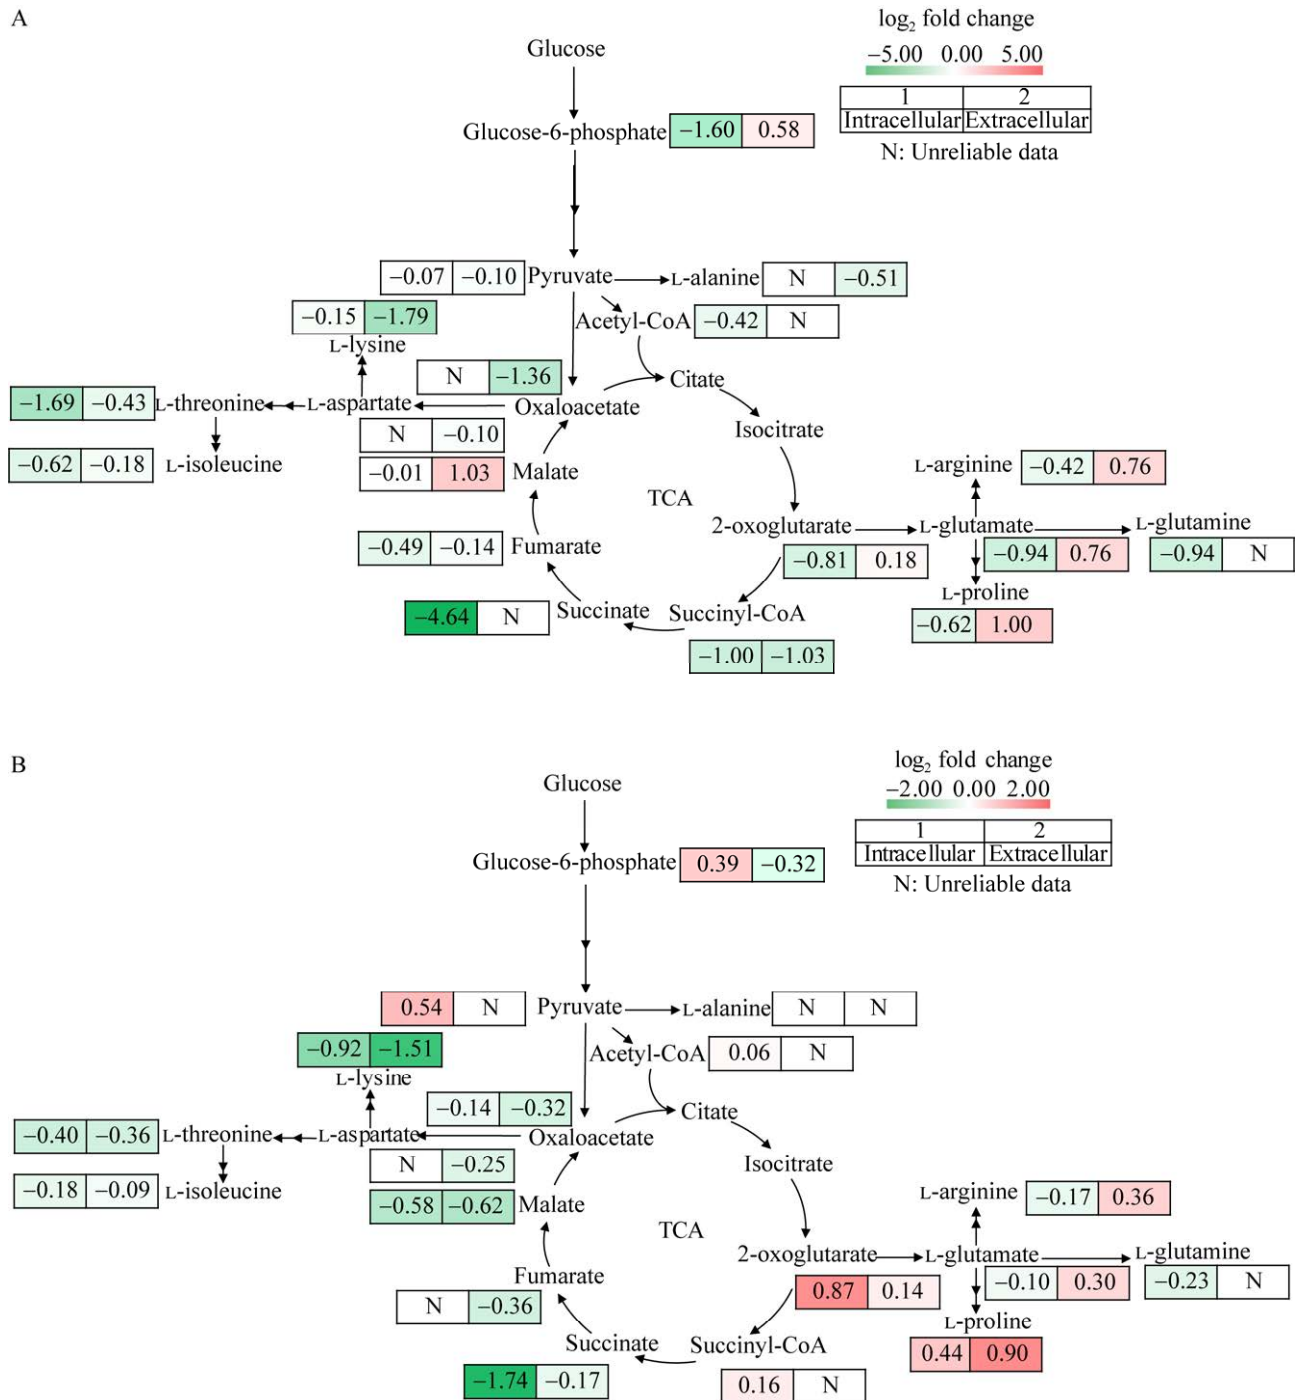 A
log2 fold change
−5.00 0.00 5.00
1 2
Intracellular Extracellular
N: Unreliable data
Glucose
Glucose-6-phosphate −1.60 0.58
−0.07 −0.10 Pyruvate L-alanine N −0.51
−0.15 −1.79 Acetyl-CoA −0.42 N
L-lysine
N −1.36 Citate
−1.69 −0.43 L-threonine L-aspartate Oxaloacetate
N −0.10 Isocitrate
−0.62 −0.18 L-isoleucine −0.01 1.03 Malate L-arginine −0.42 0.76
TCA
2-oxoglutarate L-glutamate L-glutamine
−0.49 −0.14 Fumarate −0.81 0.18 −0.94 0.76 −0.94 N
L-proline
−4.64 N Succinate Succinyl-CoA −0.62 1.00
−1.00 −1.03
B
log2 fold change
−2.00 0.00 2.00
1 2
Intracellular Extracellular
N: Unreliable data
Glucose
Glucose-6-phosphate 0.39 −0.32
0.54 N Pyruvate L-alanine N N
−0.92 −1.51 Acetyl-CoA 0.06 N
L-lysine
−0.14 −0.32 Citate
−0.40 −0.36 L-threonine L-aspartate Oxaloacetate
N −0.25 Isocitrate
−0.18 −0.09 L-isoleucine −0.58 −0.62 Malate L-arginine −0.17 0.36
TCA
2-oxoglutarate L-glutamate L-glutamine
Fumarate 0.87 0.14 −0.10 0.30 −0.23 N
N −0.36 L-proline
Succinate Succinyl-CoA 0.44 0.90
−1.74 −0.17 0.16 N